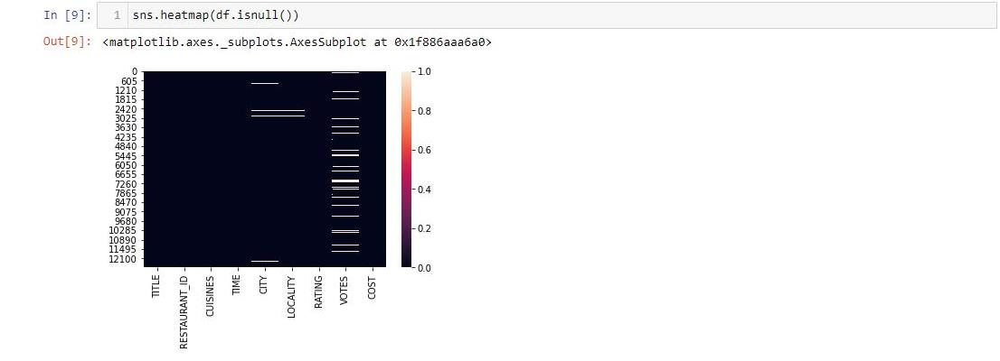 In [9]: 1 sns.heatmap(df.isnull())
Out[9]: <matplotlib.axes._subplots.AxesSubplot at 0x1f886aaa6a0>
0
605
1210
1815
2420
3025
3630
4235
4840
5445
6050
6655
7260
7865
8470
9075
9680
10285
10890
11495
12100
TITLE
RESTAURANT_ID
CUISINES
TIME
CITY
LOCALITY
RATING
VOTES
COST
1.0
0.8
0.6
0.4
0.2
0.0